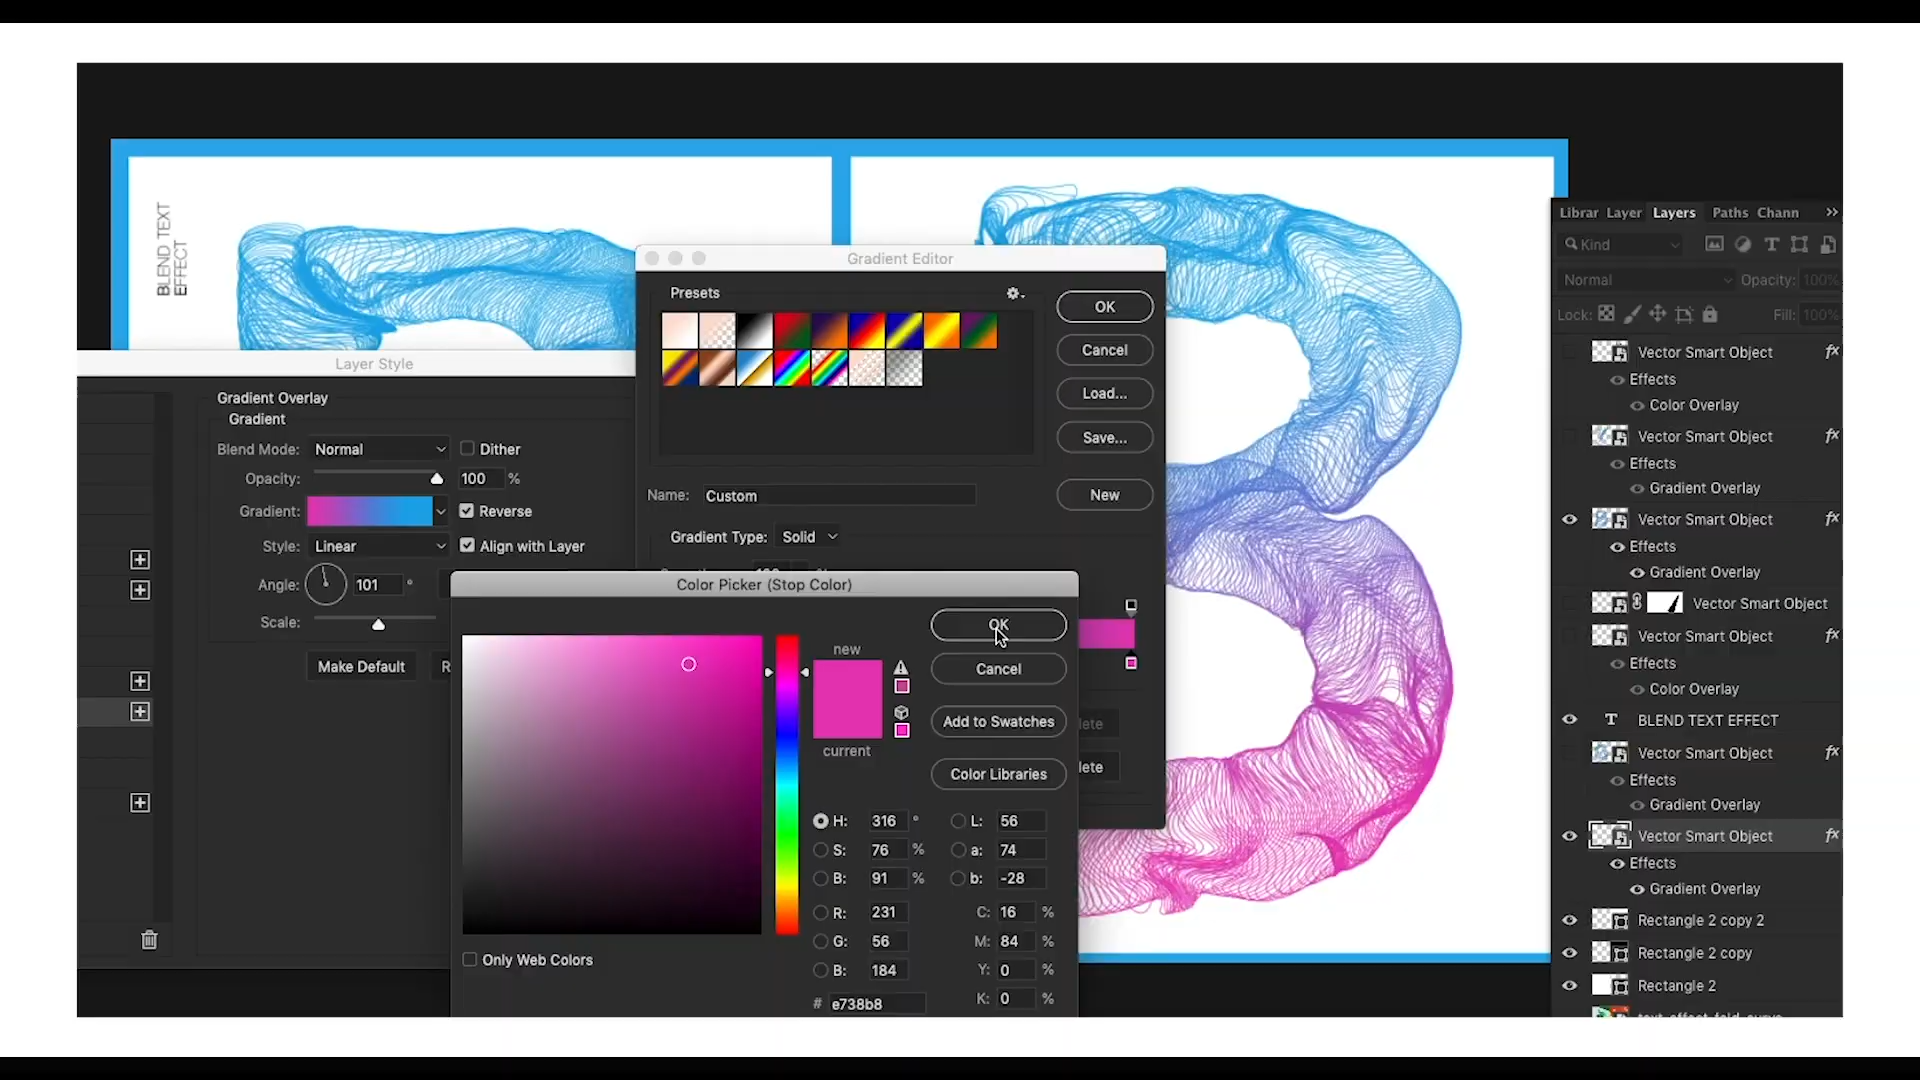 BLEND TEXT
EFFECT
Gradient Editor
Presets
OK
Cancel
Load...
Save...
Name: Custom
New
Gradient Type: Solid
Layer Style
Gradient Overlay
Gradient
Blend Mode: Normal Dither
Opacity: 100 %
Gradient: Reverse
Style: Linear Align with Layer
Angle: 101 °
Scale:
Make Default R
Color Picker (Stop Color)
new
current
OK
Cancel
Add to Swatches
Color Libraries
H: 316 ° L: 56
S: 76 % a: 74
B: 91 % b: -28
R: 231 C: 16 %
G: 56 M: 84 %
B: 184 Y: 0 %
# e738b8 K: 0 %
Only Web Colors
lete
lete
Librar Layer Layers Paths Chann
Kind
Normal Opacity: 100%
Lock: Fill: 100%
Vector Smart Object fx
Effects
Color Overlay
Vector Smart Object fx
Effects
Gradient Overlay
Vector Smart Object fx
Effects
Gradient Overlay
Vector Smart Object
Vector Smart Object fx
Effects
Color Overlay
T BLEND TEXT EFFECT
Vector Smart Object fx
Effects
Gradient Overlay
Vector Smart Object fx
Effects
Gradient Overlay
Rectangle 2 copy 2
Rectangle 2 copy
Rectangle 2